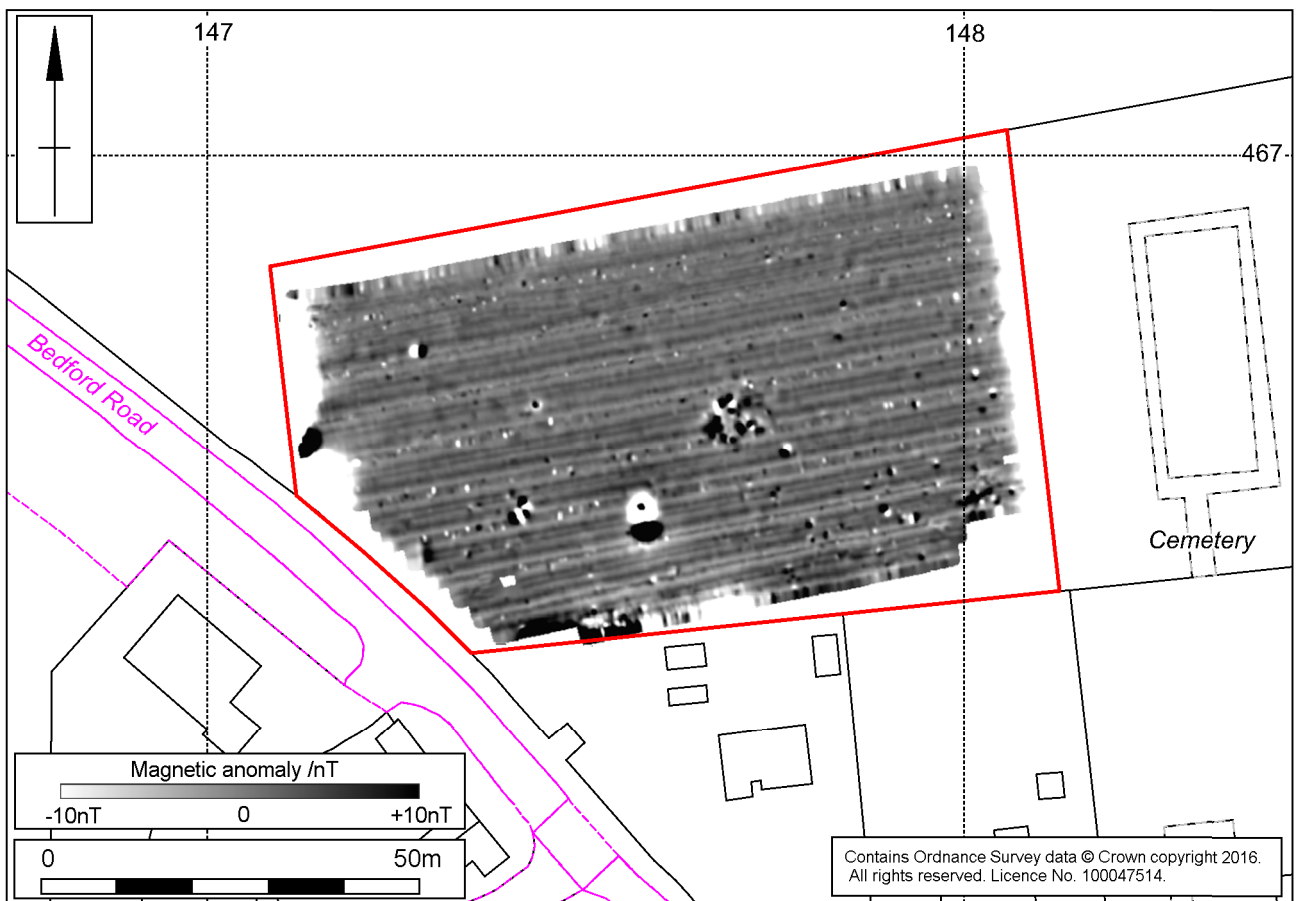 147
148
467
Bedford Road
Cemetery
Magnetic anomaly /nT
-10nT 0 +10nT
0 50m
Contains Ordnance Survey data © Crown copyright 2016.
All rights reserved. Licence No. 100047514.